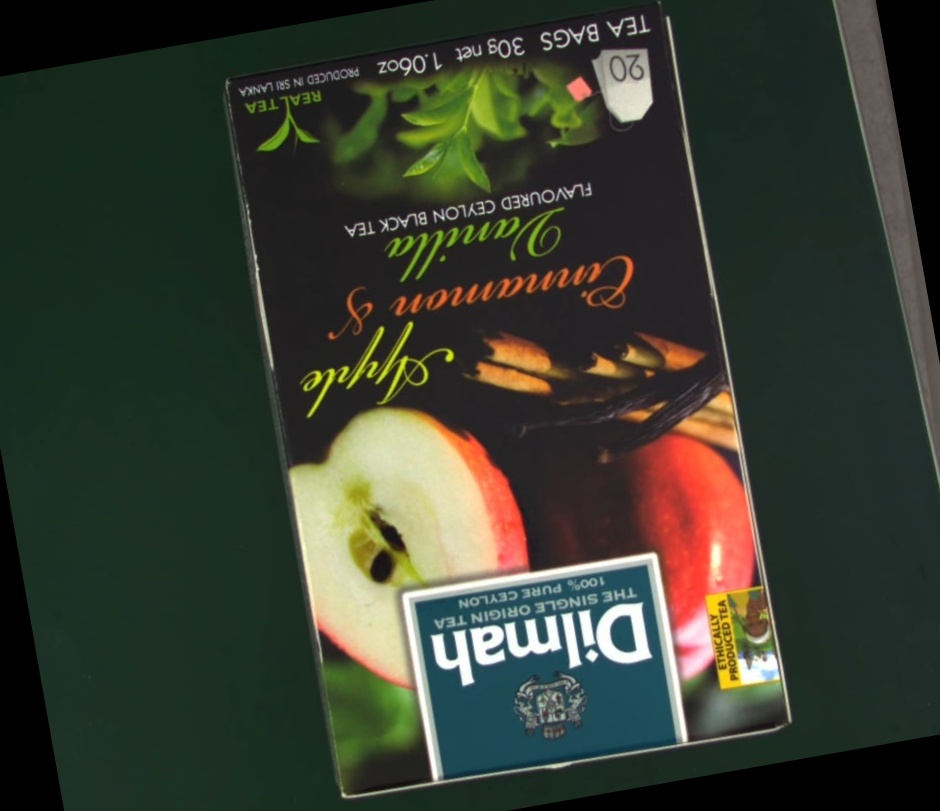 Dilmah
THE SINGLE ORIGIN TEA
100% PURE CEYLON
ETHICALLY
PRODUCED TEA
Apple
Cinnamon &
Vanilla
FLAVOURED CEYLON BLACK TEA
20
TEA BAGS 30g net 1.06oz
REAL TEA
PRODUCED IN SRI LANKA